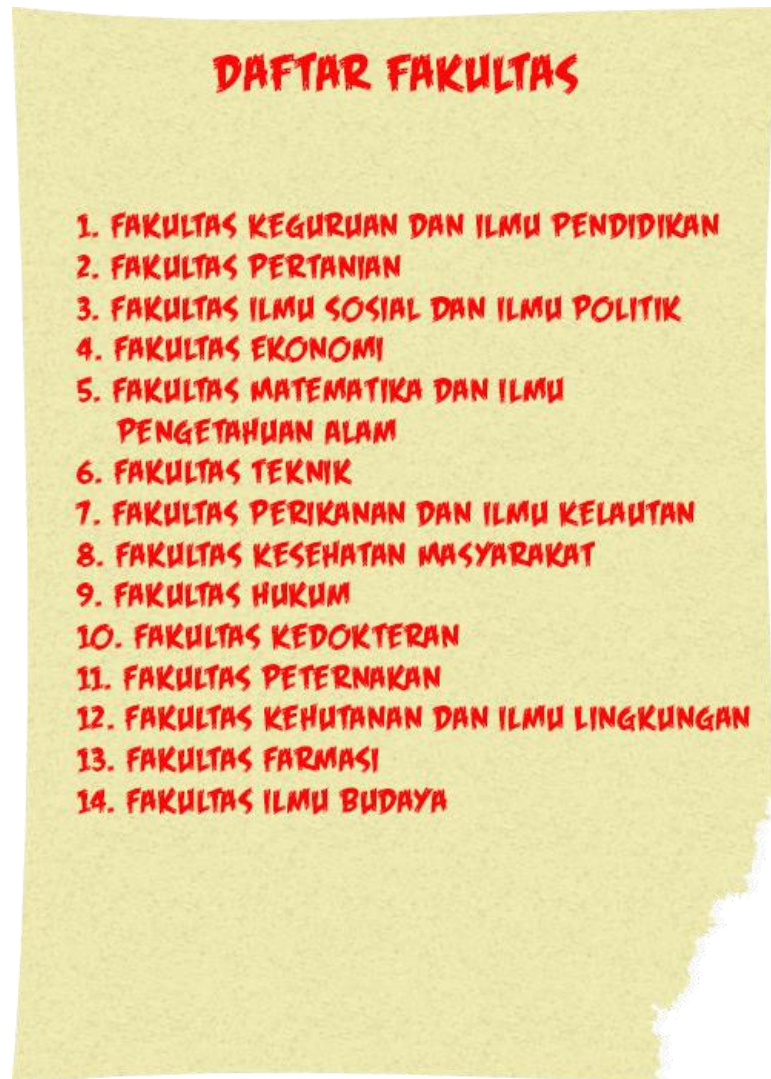 DAFTAR FAKULTAS
1. FAKULTAS KEGURUAN DAN ILMU PENDIDIKAN
2. FAKULTAS PERTANIAN
3. FAKULTAS ILMU SOSIAL DAN ILMU POLITIK
4. FAKULTAS EKONOMI
5. FAKULTAS MATEMATIKA DAN ILMU
PENGETAHUAN ALAM
6. FAKULTAS TEKNIK
7. FAKULTAS PERIKANAN DAN ILMU KELAUTAN
8. FAKULTAS KESEHATAN MASYARAKAT
9. FAKULTAS HUKUM
10. FAKULTAS KEDOKTERAN
11. FAKULTAS PETERNAKAN
12. FAKULTAS KEHUTANAN DAN ILMU LINGKUNGAN
13. FAKULTAS FARMASI
14. FAKULTAS ILMU BUDAYA